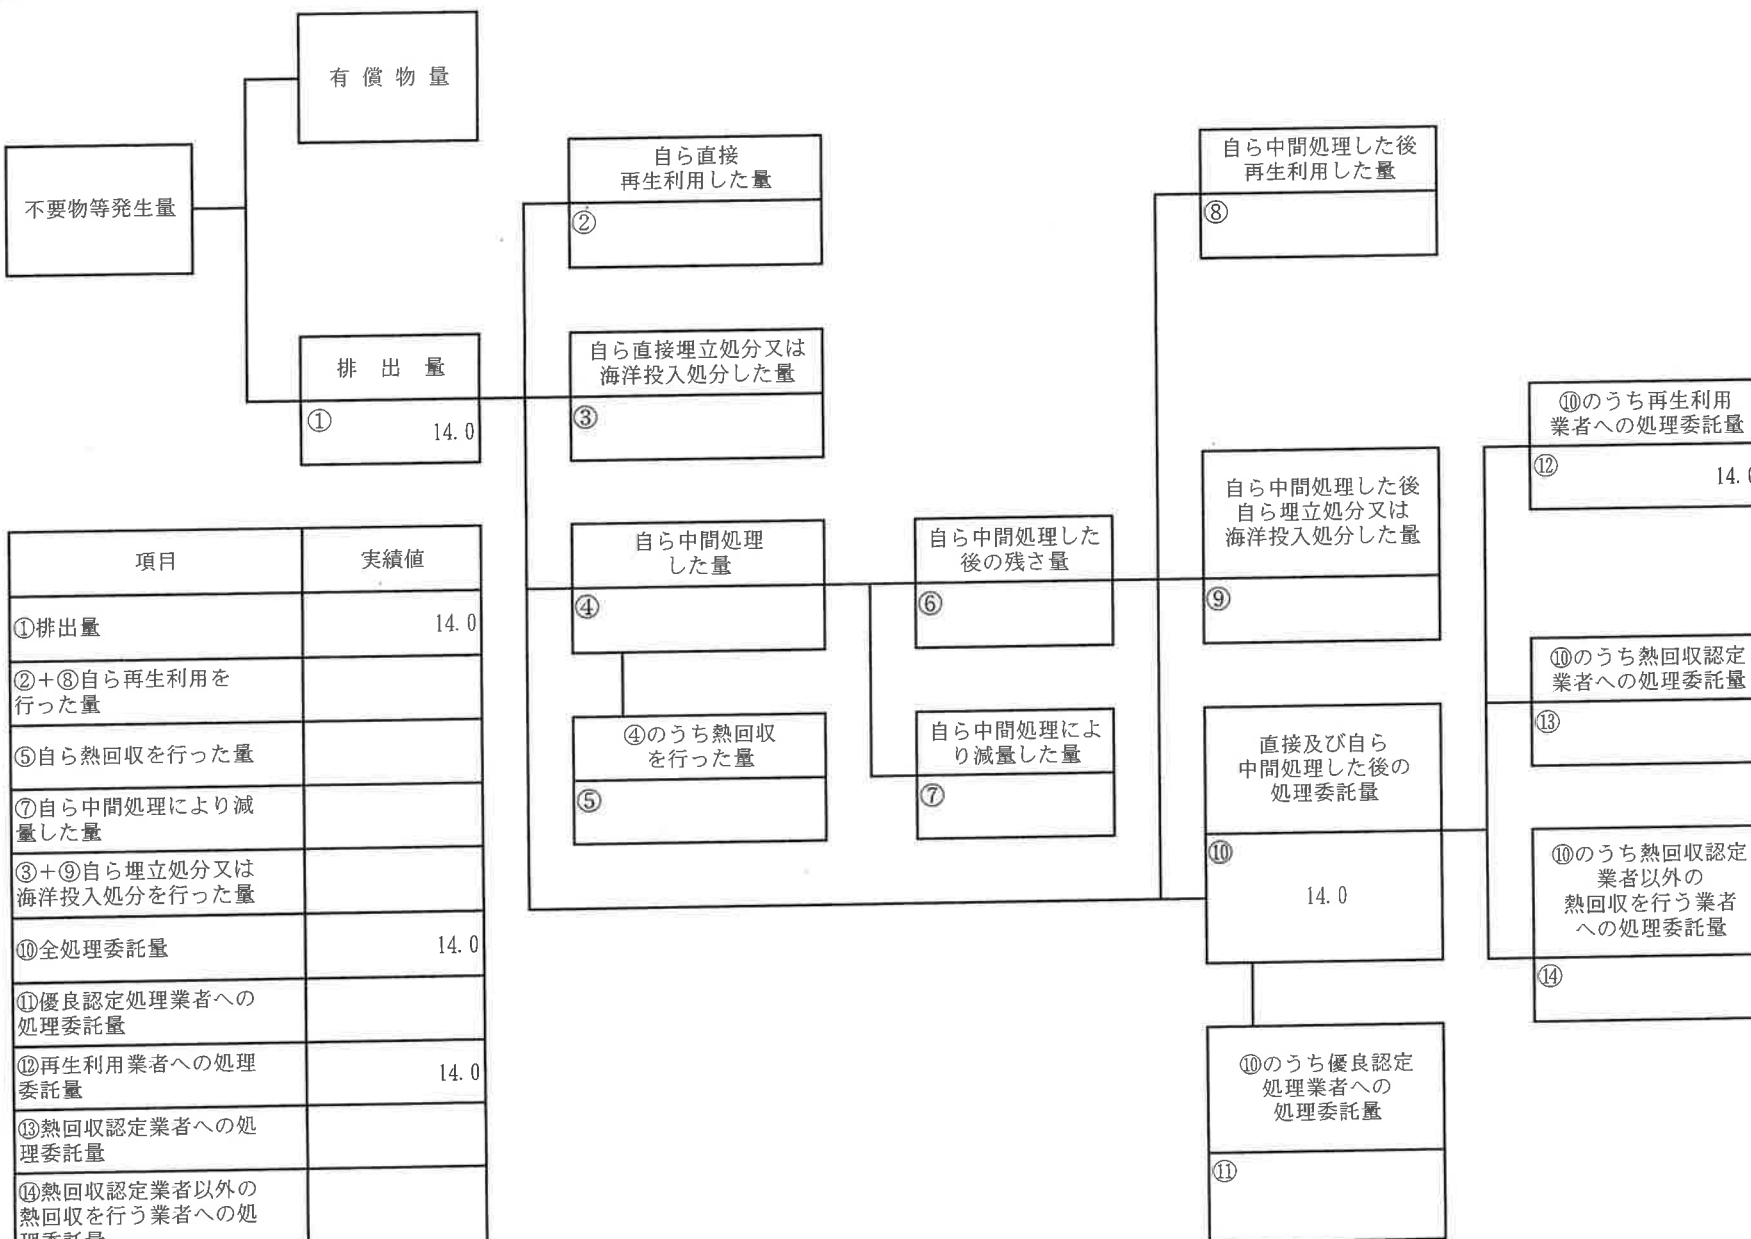 有償物量
不要物等発生量
排出量
①
14.0
自ら直接
再生利用した量
②
自ら直接埋立処分又は
海洋投入処分した量
③
自ら中間処理
した量
④
④のうち熱回収
を行った量
⑤
自ら中間処理した
後の残さ量
⑥
自ら中間処理によ
り減量した量
⑦
自ら中間処理した後
再生利用した量
⑧
自ら中間処理した後
自ら埋立処分又は
海洋投入処分した量
⑨
直接及び自ら
中間処理した後の
処理委託量
⑩
14.0
⑩のうち優良認定
処理業者への
処理委託量
⑪
⑩のうち再生利用
業者への処理委託量
⑫
14.0
⑩のうち熱回収認定
業者への処理委託量
⑬
⑩のうち熱回収認定
業者以外の
熱回収を行う業者
への処理委託量
⑭
項目
実績値
①排出量
14.0
②+⑧自ら再生利用を
行った量
⑤自ら熱回収を行った量
⑦自ら中間処理により減
量した量
③+⑨自ら埋立処分又は
海洋投入処分を行った量
⑩全処理委託量
14.0
⑪優良認定処理業者への
処理委託量
⑫再生利用業者への処理
委託量
14.0
⑬熱回収認定業者への処
理委託量
⑭熱回収認定業者以外の
熱回収を行う業者への処
理委託量